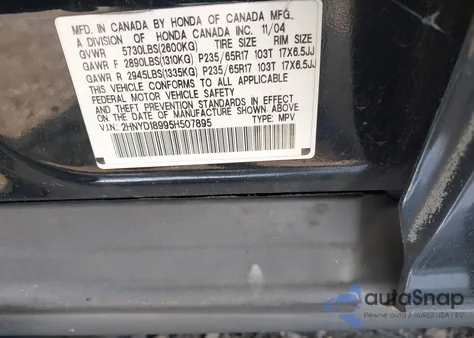 MFD. IN CANADA BY HONDA OF CANADA MFG.,
A DIVISION OF HONDA CANADA INC. 11/04
GVWR 5730LBS(2600KG) TIRE SIZE RIM SIZE
GAWR F 2890LBS(1310KG) P235/65R17 103T 17X6.5JJ
GAWR R 2945LBS(1335KG) P235/65R17 103T 17X6.5JJ
THIS VEHICLE CONFORMS TO ALL APPLICABLE
FEDERAL MOTOR VEHICLE SAFETY
AND THEFT PREVENTION STANDARDS IN EFFECT ON
THE DATE OF MANUFACTURE SHOWN ABOVE.
V.I.N: 2HNYD18995H507895 TYPE: MPV
autoSnap
Pewne auta z